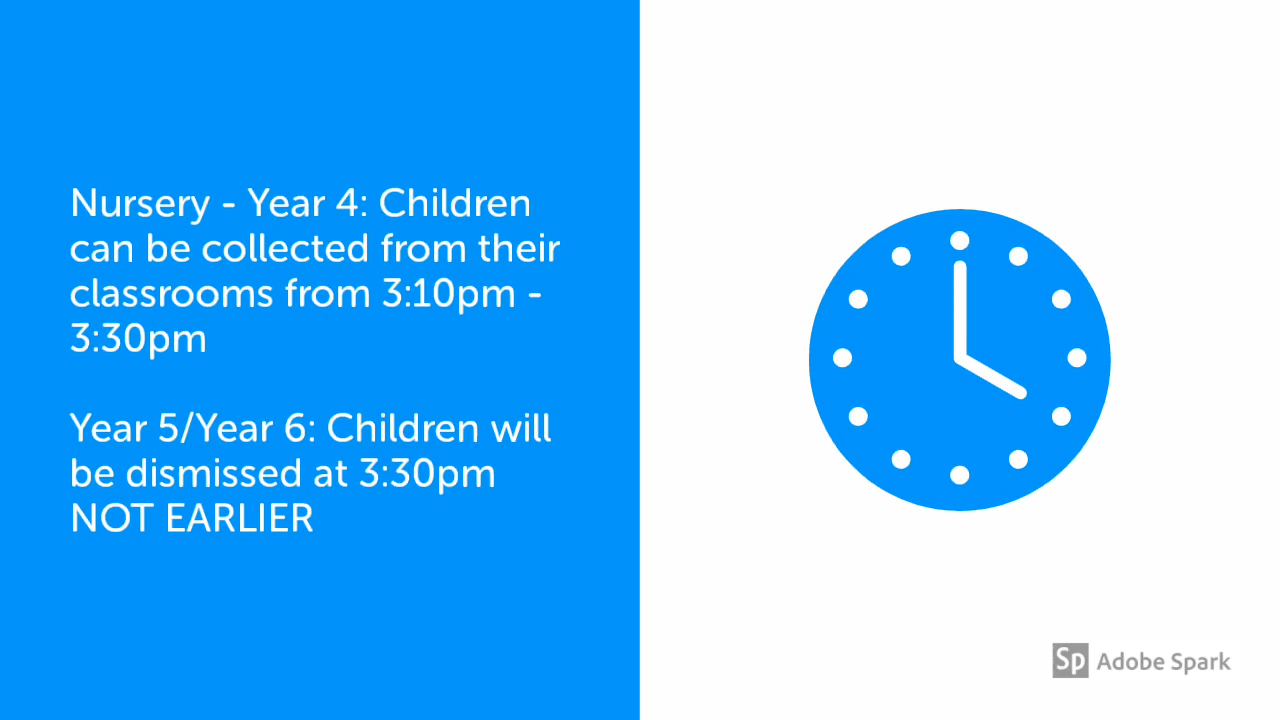 Nursery - Year 4: Children
can be collected from their
classrooms from 3:10pm -
3:30pm
Year 5/Year 6: Children will
be dismissed at 3:30pm
NOT EARLIER
Sp Adobe Spark